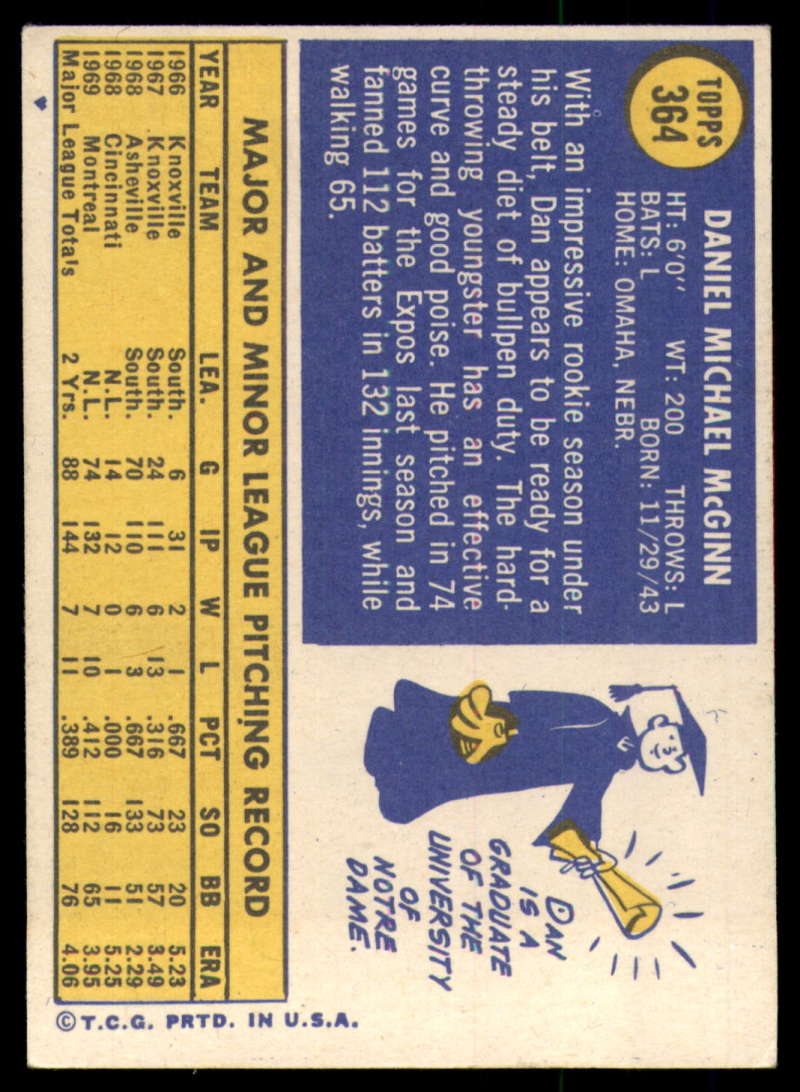 TOPPS
364
DANIEL MICHAEL McGINN
HT: 6'0" WT: 200 THROWS: L
BATS: L BORN: 11/29/43
HOME: OMAHA, NEBR.
With an impressive rookie season under
his belt, Dan appears to be ready for a
steady diet of bullpen duty. The hard-
throwing youngster has an effective
curve and good poise. He pitched in 74
games for the Expos last season and
fanned 112 batters in 132 innings, while
walking 65.
DAN
IS A
GRADUATE
OF THE
UNIVERSITY
OF
NOTRE
DAME.
MAJOR AND MINOR LEAGUE PITCHING RECORD
YEAR TEAM LEA. G IP W L PCT SO BB ERA
1966 Knoxville South. 6 31 2 1 .667 23 20 5.23
1967 Knoxville South. 24 111 6 13 .316 73 57 3.49
1968 Asheville South. 70 110 6 3 .667 133 51 2.29
1968 Cincinnati N.L. 14 12 0 1 .000 16 11 5.25
1969 Montreal N.L. 74 132 7 10 .412 112 65 3.95
Major League Totals 2 Yrs. 88 144 7 11 .389 128 76 4.06
© T.C.G. PRTD. IN U.S.A.